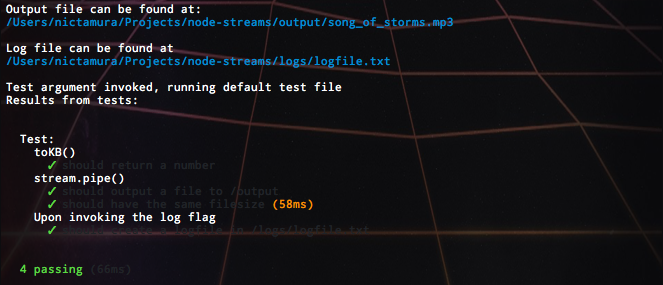 Output file can be found at:
/Users/nictamura/Projects/node-streams/output/song_of_storms.mp3
Log file can be found at
/Users/nictamura/Projects/node-streams/logs/logfile.txt
Test argument invoked, running default test file
Results from tests:
Test:
toKB()
✓ should return a number
stream.pipe()
✓ should output a file to /output
✓ should have the same filesize (58ms)
Upon invoking the log flag
✓ should create a logfile in /logs/logfile.txt
4 passing (66ms)